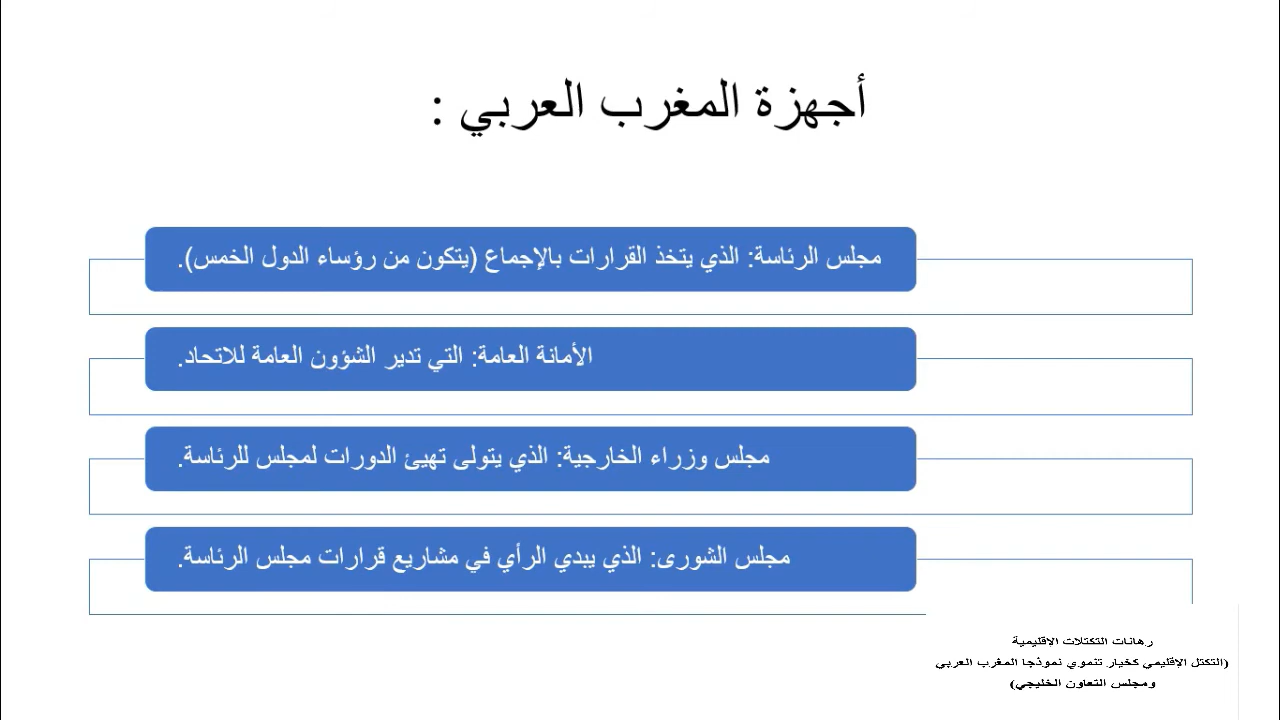 أجهزة المغرب العربي :
مجلس الرئاسة: الذي يتخذ القرارات بالإجماع (يتكون من رؤساء الدول الخمس).
الأمانة العامة: التي تدير الشؤون العامة للاتحاد.
مجلس وزراء الخارجية: الذي يتولى تهيئ الدورات لمجلس للرئاسة.
مجلس الشورى: الذي يبدي الرأي في مشاريع قرارات مجلس الرئاسة.
رهانات التكتلات الاقليمية
(التكتل الإقليمي كخيار تنموي نموذجا المغرب العربي
ومجلس التعاون الخليجي)